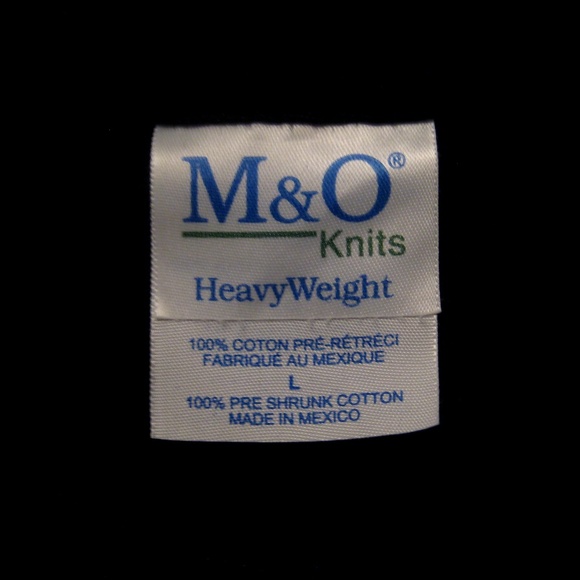 M&O®
Knits
HeavyWeight
100% COTON PRÉ-RÉTRÉCI
FABRIQUÉ AU MEXIQUE
L
100% PRE SHRUNK COTTON
MADE IN MEXICO